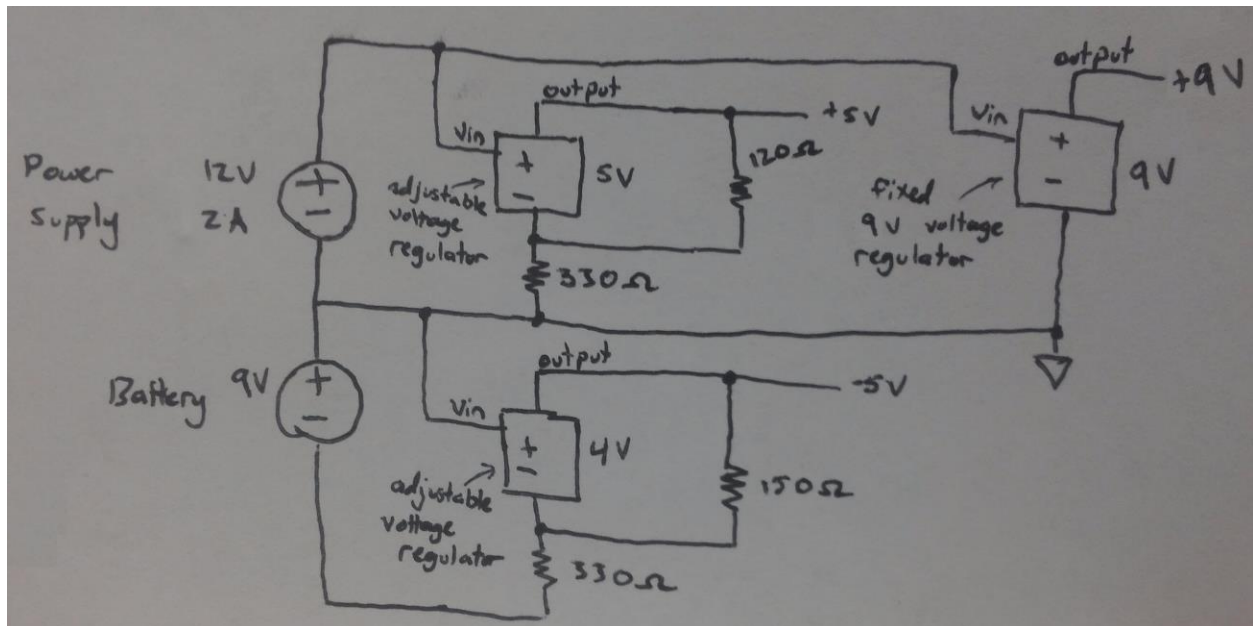 Power
supply
12V
2A
+
-
Vin
output
+
-
5V
adjustable
voltage
regulator
+5V
120Ω
330Ω
output
+9V
Vin
+
-
9V
fixed
9V voltage
regulator
Battery
9V
+
-
Vin
output
+
-
4V
adjustable
voltage
regulator
-5V
150Ω
330Ω